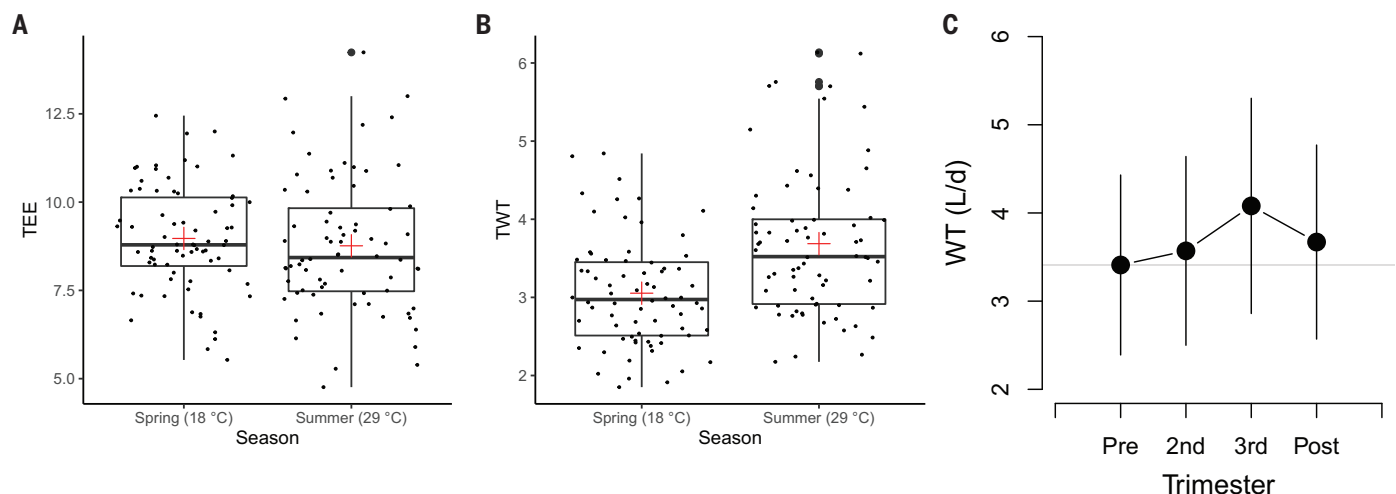 A
TEE
12.5
10.0
7.5
5.0
Spring (18 °C)
Summer (29 °C)
Season
B
TWT
6
5
4
3
2
Spring (18 °C)
Summer (29 °C)
Season
C
WT (L/d)
6
5
4
3
2
Pre
2nd
3rd
Post
Trimester